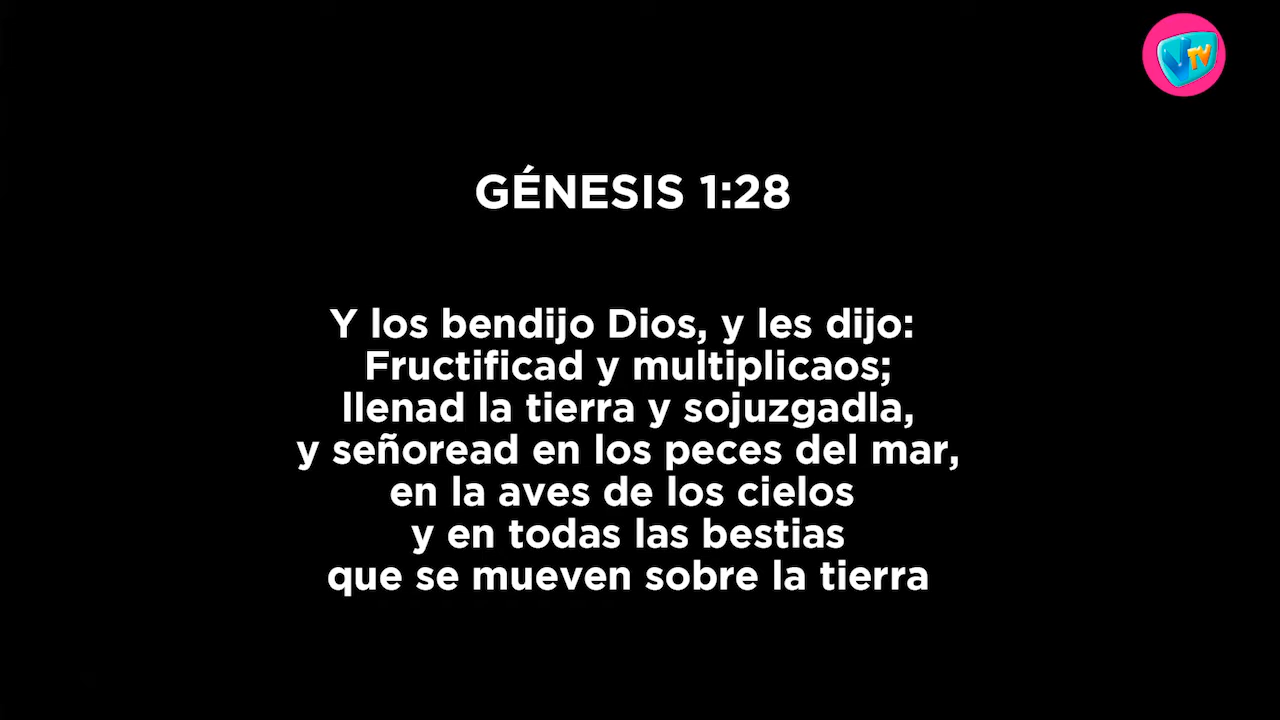 TV
GÉNESIS 1:28
Y los bendijo Dios, y les dijo:
Fructificad y multiplicaos;
llenad la tierra y sojuzgadla,
y señoread en los peces del mar,
en la aves de los cielos
y en todas las bestias
que se mueven sobre la tierra